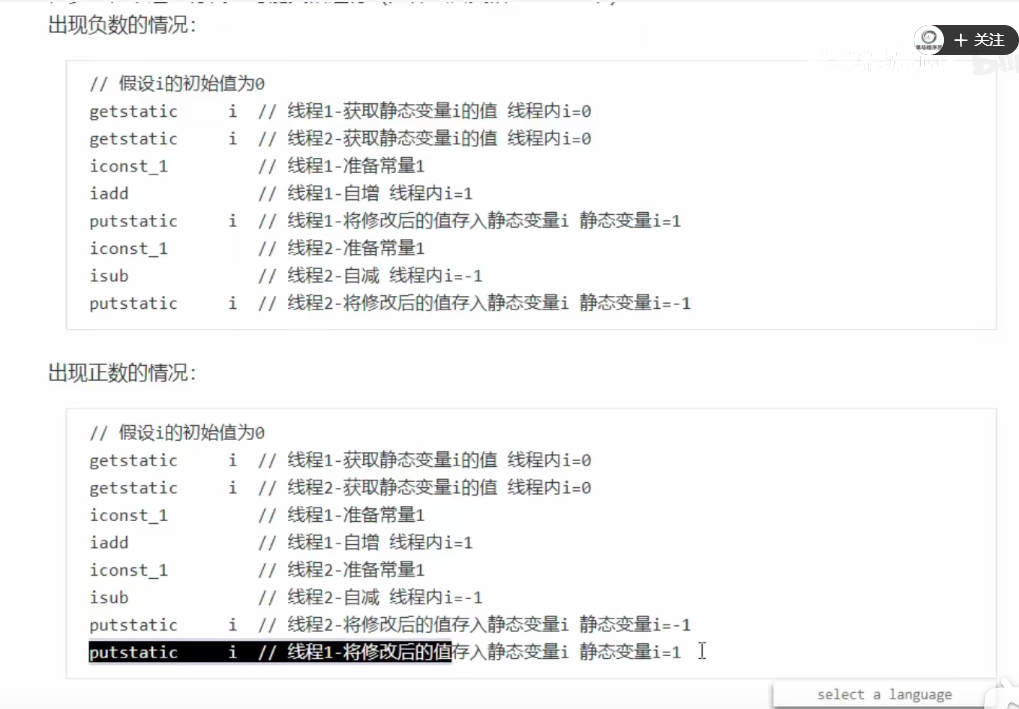 出现负数的情况：
+ 关注
// 假设i的初始值为0
getstatic i // 线程1-获取静态变量i的值 线程内i=0
getstatic i // 线程2-获取静态变量i的值 线程内i=0
iconst_1 // 线程1-准备常量1
iadd // 线程1-自增 线程内i=1
putstatic i // 线程1-将修改后的值存入静态变量i 静态变量i=1
iconst_1 // 线程2-准备常量1
isub // 线程2-自减 线程内i=-1
putstatic i // 线程2-将修改后的值存入静态变量i 静态变量i=-1
出现正数的情况：
// 假设i的初始值为0
getstatic i // 线程1-获取静态变量i的值 线程内i=0
getstatic i // 线程2-获取静态变量i的值 线程内i=0
iconst_1 // 线程1-准备常量1
iadd // 线程1-自增 线程内i=1
iconst_1 // 线程2-准备常量1
isub // 线程2-自减 线程内i=-1
putstatic i // 线程2-将修改后的值存入静态变量i 静态变量i=-1
putstatic i // 线程1-将修改后的值存入静态变量i 静态变量i=1
select a language